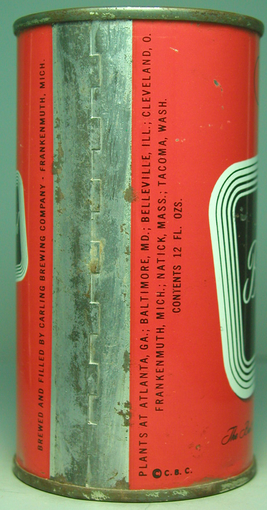 BREWED AND FILLED BY CARLING BREWING COMPANY · FRANKENMUTH, MICH.
PLANTS AT ATLANTA, GA.; BALTIMORE, MD.; BELLEVILLE, ILL.; CLEVELAND, O.
FRANKENMUTH, MICH.; NATICK, MASS.; TACOMA, WASH.
CONTENTS 12 FL. OZS.
© C. B. C.
The